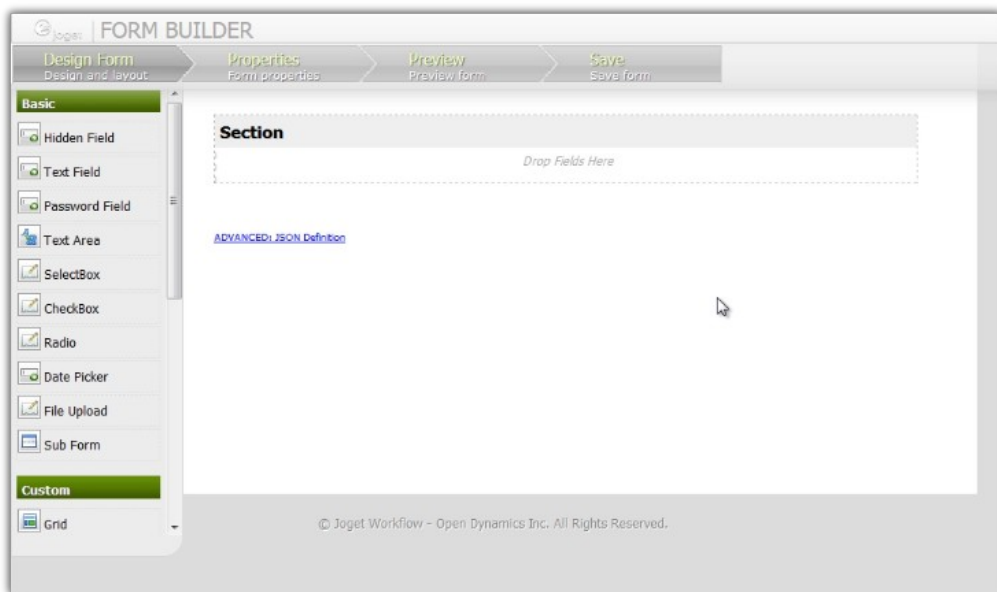 Joget | FORM BUILDER
Design Form
Design and layout
Properties
Form properties
Preview
Preview form
Save
Save form
Basic
Hidden Field
Text Field
Password Field
Text Area
SelectBox
CheckBox
Radio
Date Picker
File Upload
Sub Form
Custom
Grid
Section
Drop Fields Here
ADVANCED: JSON Definition
© Joget Workflow - Open Dynamics Inc. All Rights Reserved.